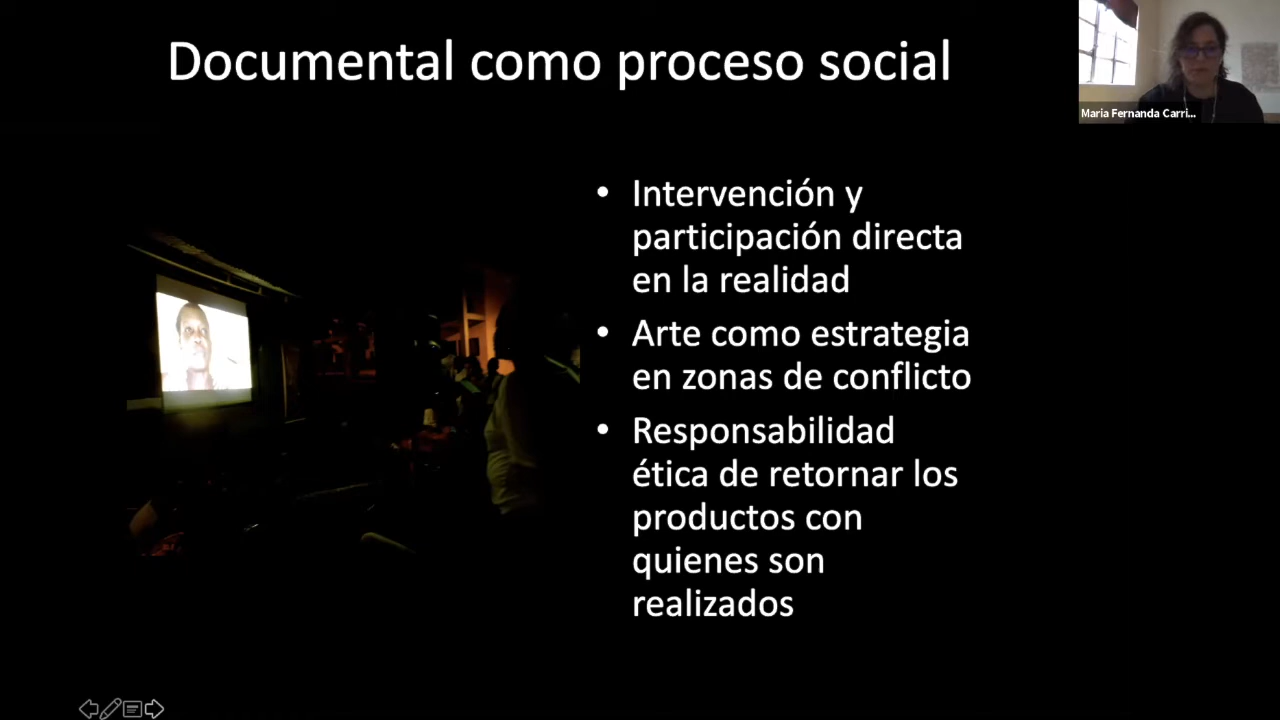 Documental como proceso social
Maria Fernanda Carri...
• Intervención y
participación directa
en la realidad
• Arte como estrategia
en zonas de conflicto
• Responsabilidad
ética de retornar los
productos con
quienes son
realizados